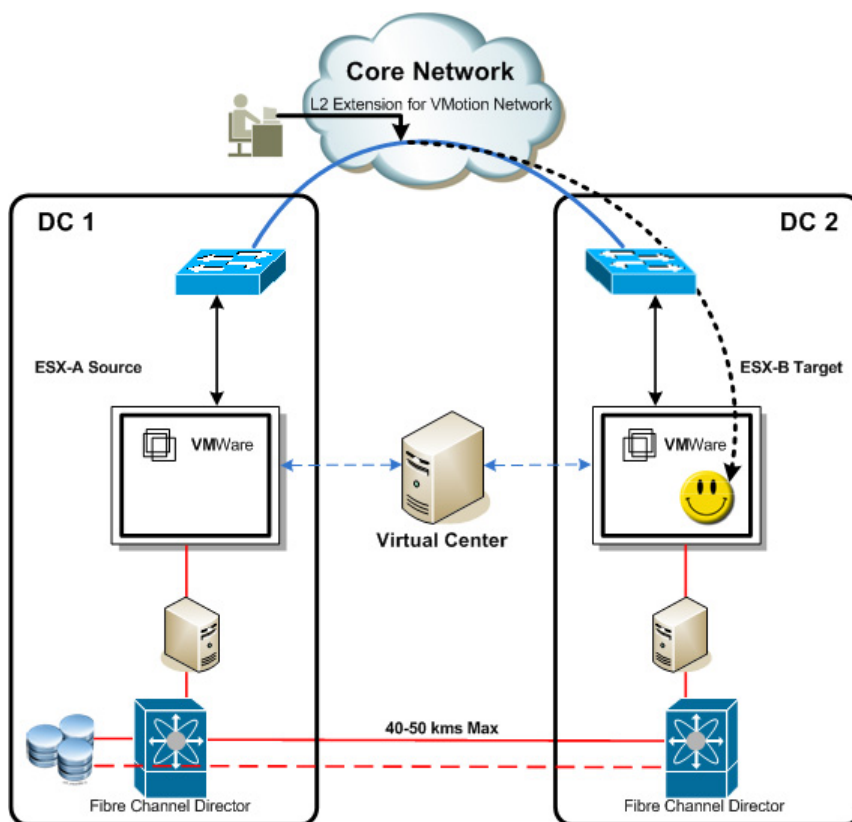 Core Network
L2 Extension for VMotion Network
DC 1
DC 2
ESX-A Source
ESX-B Target
VMWare
VMWare
Virtual Center
40-50 kms Max
Fibre Channel Director
Fibre Channel Director